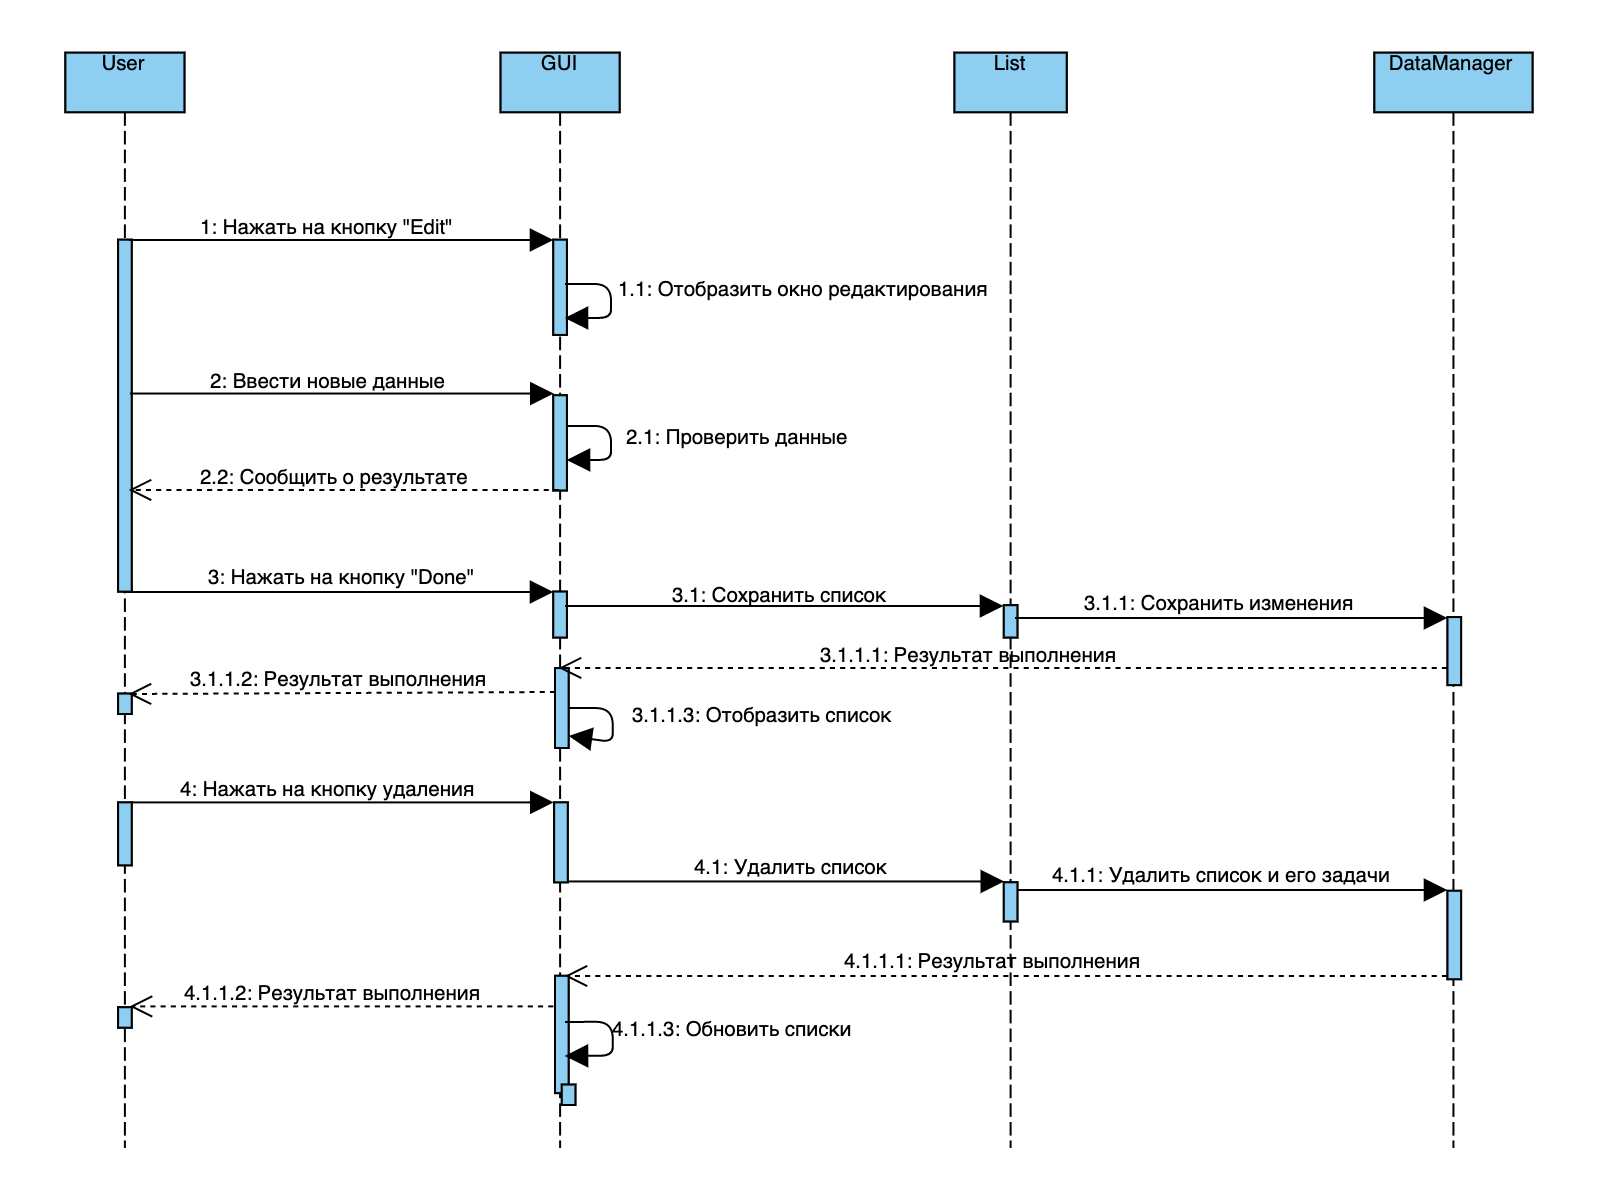 User
GUI
List
DataManager
1: Нажать на кнопку "Edit"
1.1: Отобразить окно редактирования
2: Ввести новые данные
2.1: Проверить данные
2.2: Сообщить о результате
3: Нажать на кнопку "Done"
3.1: Сохранить список
3.1.1: Сохранить изменения
3.1.1.1: Результат выполнения
3.1.1.2: Результат выполнения
3.1.1.3: Отобразить список
4: Нажать на кнопку удаления
4.1: Удалить список
4.1.1: Удалить список и его задачи
4.1.1.1: Результат выполнения
4.1.1.2: Результат выполнения
4.1.1.3: Обновить списки